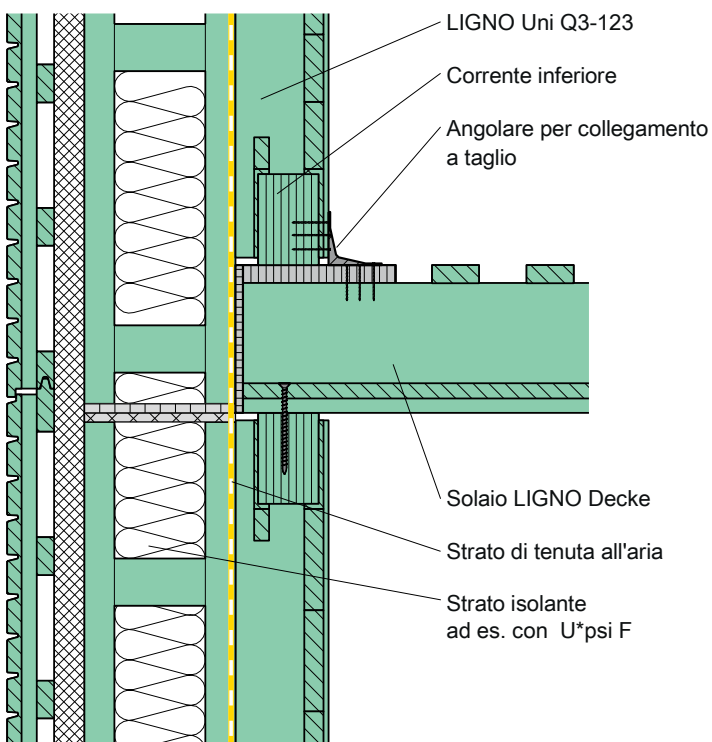 LIGNO Uni Q3-123
Corrente inferiore
Angolare per collegamento
a taglio
Solaio LIGNO Decke
Strato di tenuta all'aria
Strato isolante
ad es. con  U*psi F